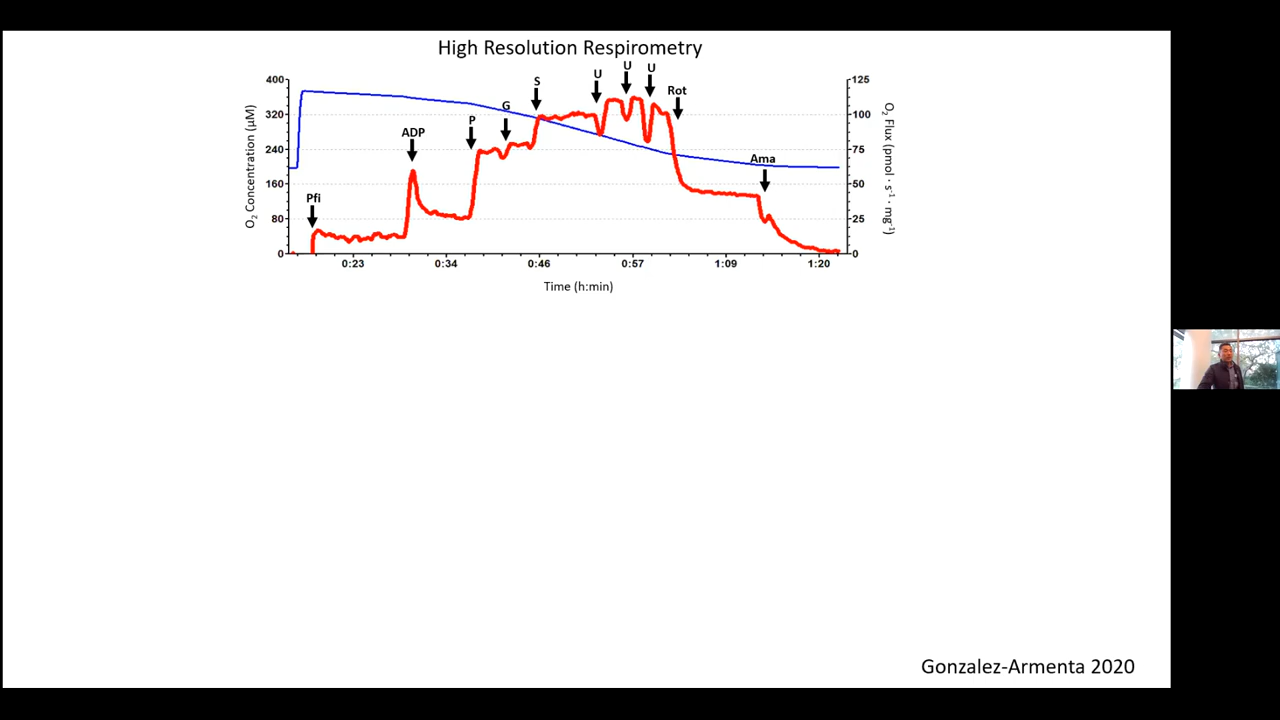 High Resolution Respirometry
U
U
U
S
Rot
G
P
ADP
Ama
Pfi
400
320
240
160
80
0
O₂ Concentration (µM)
125
100
75
50
25
0
O₂ Flux (pmol · s⁻¹ · mg⁻¹)
0:23 0:34 0:46 0:57 1:09 1:20
Time (h:min)
Gonzalez-Armenta 2020